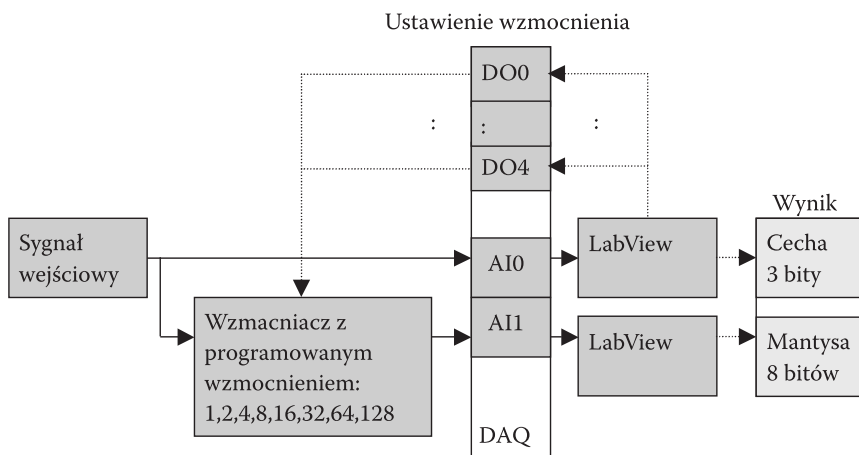 Ustawienie wzmocnienia
DO0
:
:
:
DO4
Wynik
Sygnał
wejściowy
AI0
LabView
Cecha
3 bity
Wzmacniacz z
programowanym
wzmocnieniem:
1,2,4,8,16,32,64,128
AI1
LabView
Mantysa
8 bitów
DAQ